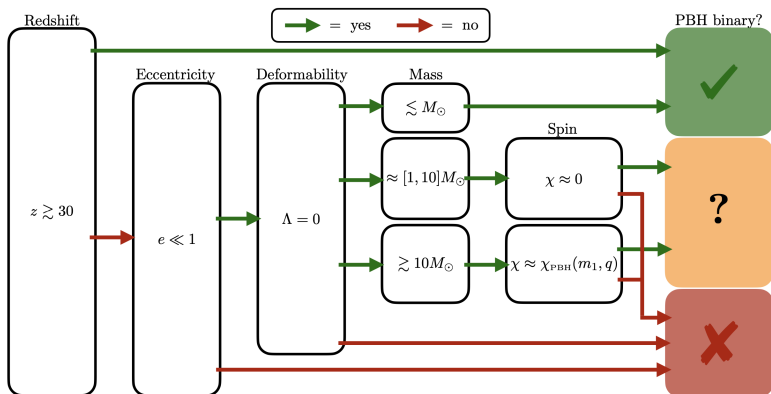 = yes = no
Redshift
Eccentricity
Deformability
Mass
Spin
PBH binary?
z ≳ 30
e ≪ 1
Λ = 0
≲ M⊙
≈ [1, 10]M⊙
≳ 10M⊙
χ ≈ 0
χ ≈ χPBH(m1, q)
?